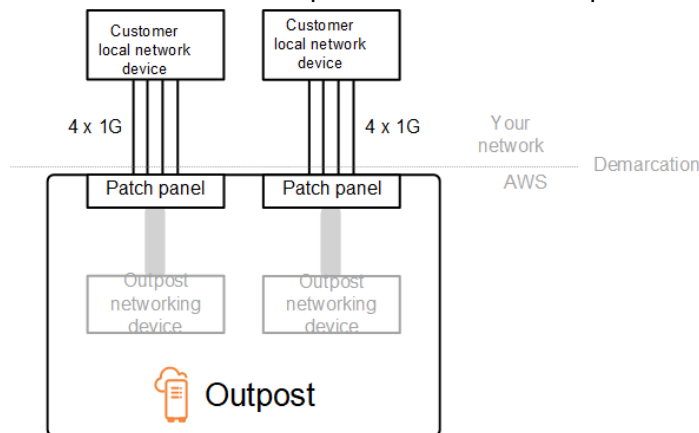 Customer
local network
device
Customer
local network
device
4 x 1G
4 x 1G
Your
network
Demarcation
AWS
Patch panel
Patch panel
Outpost
networking
device
Outpost
networking
device
Outpost